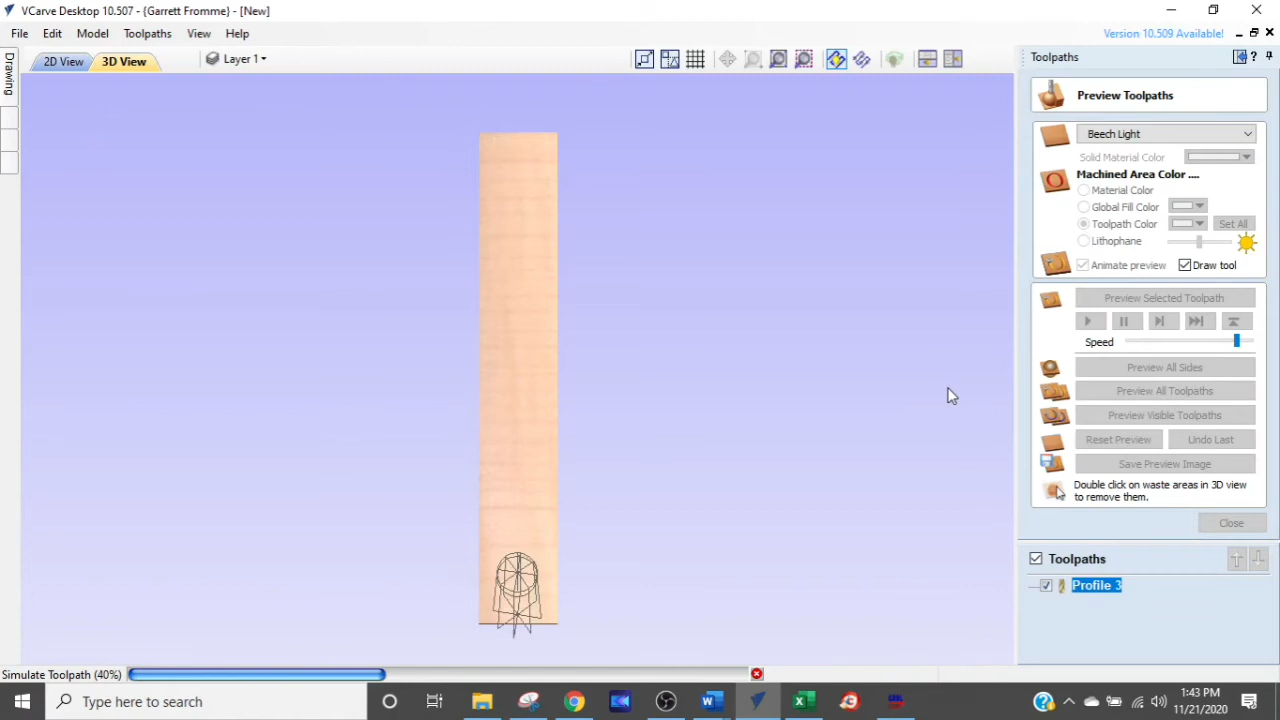 VCarve Desktop 10.507 - {Garrett Fromme} - [New]
File Edit Model Toolpaths View Help
Version 10.509 Available!
Drawing
2D View
3D View
Layer 1
Toolpaths
Preview Toolpaths
Beech Light
Solid Material Color
Machined Area Color ....
Material Color
Global Fill Color
Toolpath Color
Set All
Lithophane
Animate preview
Draw tool
Preview Selected Toolpath
Speed
Preview All Sides
Preview All Toolpaths
Preview Visible Toolpaths
Reset Preview
Undo Last
Save Preview Image
Double click on waste areas in 3D view
to remove them.
Close
Toolpaths
Profile 3
Simulate Toolpath (40%)
Type here to search
1:43 PM
11/21/2020